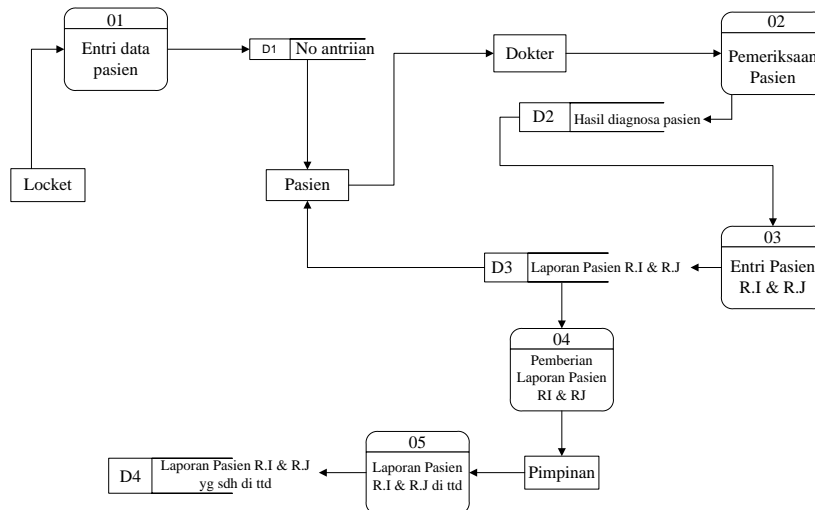 01
Entri data
pasien
D1
No antriian
Dokter
02
Pemeriksaan
Pasien
D2
Hasil diagnosa pasien
Locket
Pasien
03
Entri Pasien
R.I & R.J
D3
Laporan Pasien R.I & R.J
04
Pemberian
Laporan Pasien
RI & RJ
Pimpinan
05
Laporan Pasien
R.I & R.J di ttd
D4
Laporan Pasien R.I & R.J
yg sdh di ttd